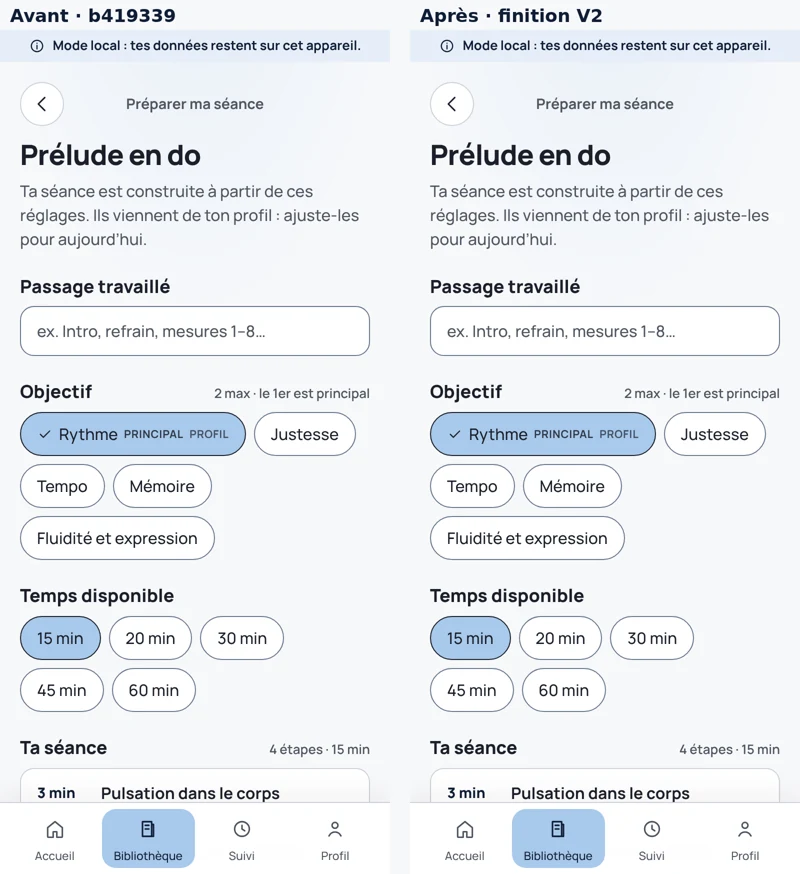 Avant · b419339
Mode local : tes données restent sur cet appareil.
Préparer ma séance
Prélude en do
Ta séance est construite à partir de ces
réglages. Ils viennent de ton profil : ajuste-les
pour aujourd’hui.
Passage travaillé
ex. Intro, refrain, mesures 1–8…
Objectif
2 max · le 1er est principal
Rythme PRINCIPAL PROFIL
Justesse
Tempo
Mémoire
Fluidité et expression
Temps disponible
15 min
20 min
30 min
45 min
60 min
Ta séance
4 étapes · 15 min
3 min
Pulsation dans le corps
Accueil
Bibliothèque
Suivi
Profil
Après · finition V2
Mode local : tes données restent sur cet appareil.
Préparer ma séance
Prélude en do
Ta séance est construite à partir de ces
réglages. Ils viennent de ton profil : ajuste-les
pour aujourd’hui.
Passage travaillé
ex. Intro, refrain, mesures 1–8…
Objectif
2 max · le 1er est principal
Rythme PRINCIPAL PROFIL
Justesse
Tempo
Mémoire
Fluidité et expression
Temps disponible
15 min
20 min
30 min
45 min
60 min
Ta séance
4 étapes · 15 min
3 min
Pulsation dans le corps
Accueil
Bibliothèque
Suivi
Profil